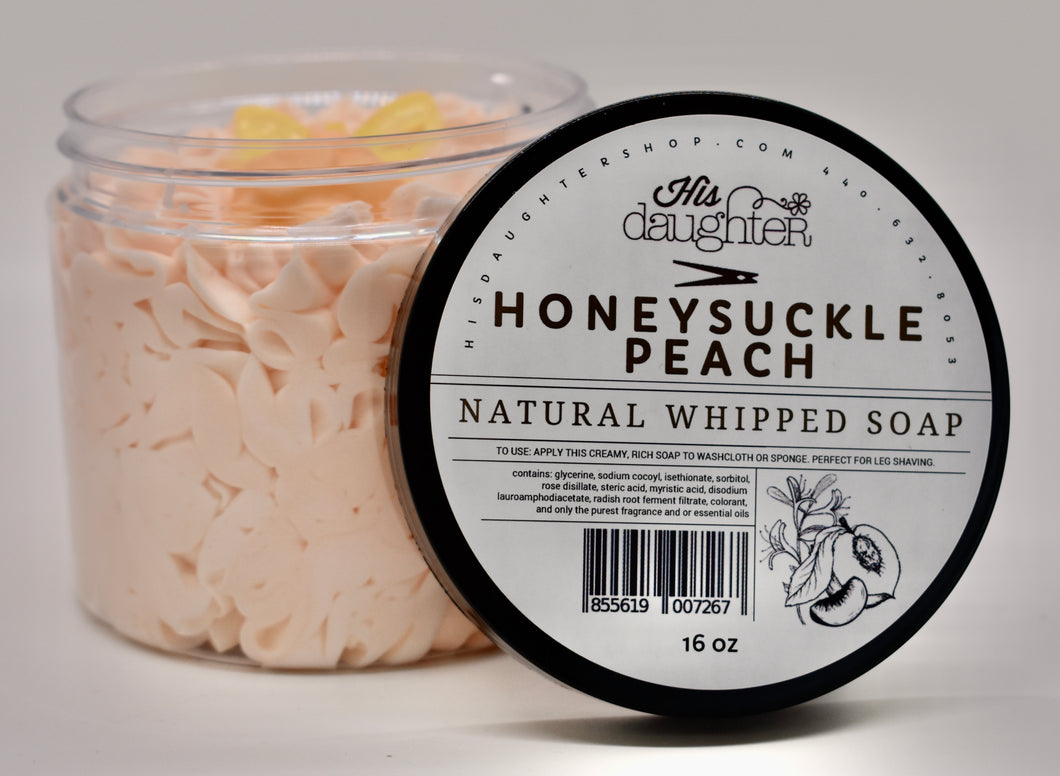 HISDAUGHTERSHOP.COM 440.632.8053
His
daughter
HONEYSUCKLE
PEACH
NATURAL WHIPPED SOAP
TO USE: APPLY THIS CREAMY, RICH SOAP TO WASHCLOTH OR SPONGE. PERFECT FOR LEG SHAVING.
contains: glycerine, sodium cocoyl, isethionate, sorbitol,
rose disillate, steric acid, myristic acid, disodium
lauroamphodiacetate, radish root ferment filtrate, colorant,
and only the purest fragrance and or essential oils
855619 007267
16 oz